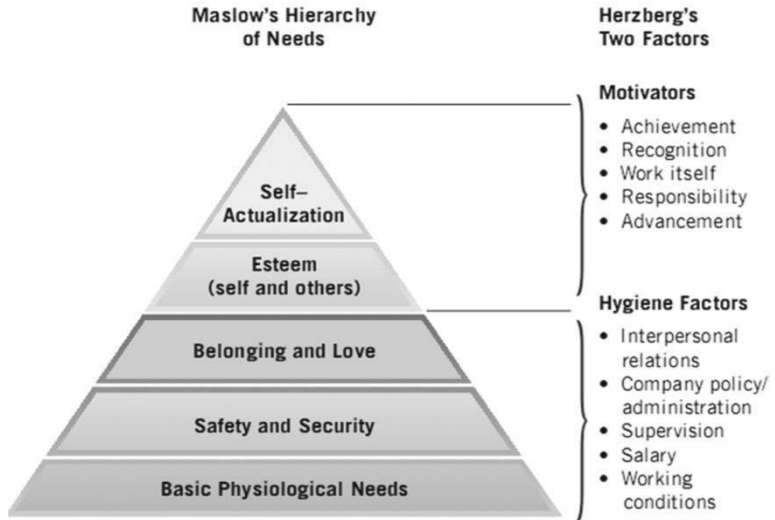 Maslow's Hierarchy
of Needs
Self–
Actualization
Esteem
(self and others)
Belonging and Love
Safety and Security
Basic Physiological Needs
Herzberg's
Two Factors
Motivators
• Achievement
• Recognition
• Work itself
• Responsibility
• Advancement
Hygiene Factors
• Interpersonal
relations
• Company policy/
administration
• Supervision
• Salary
• Working
conditions